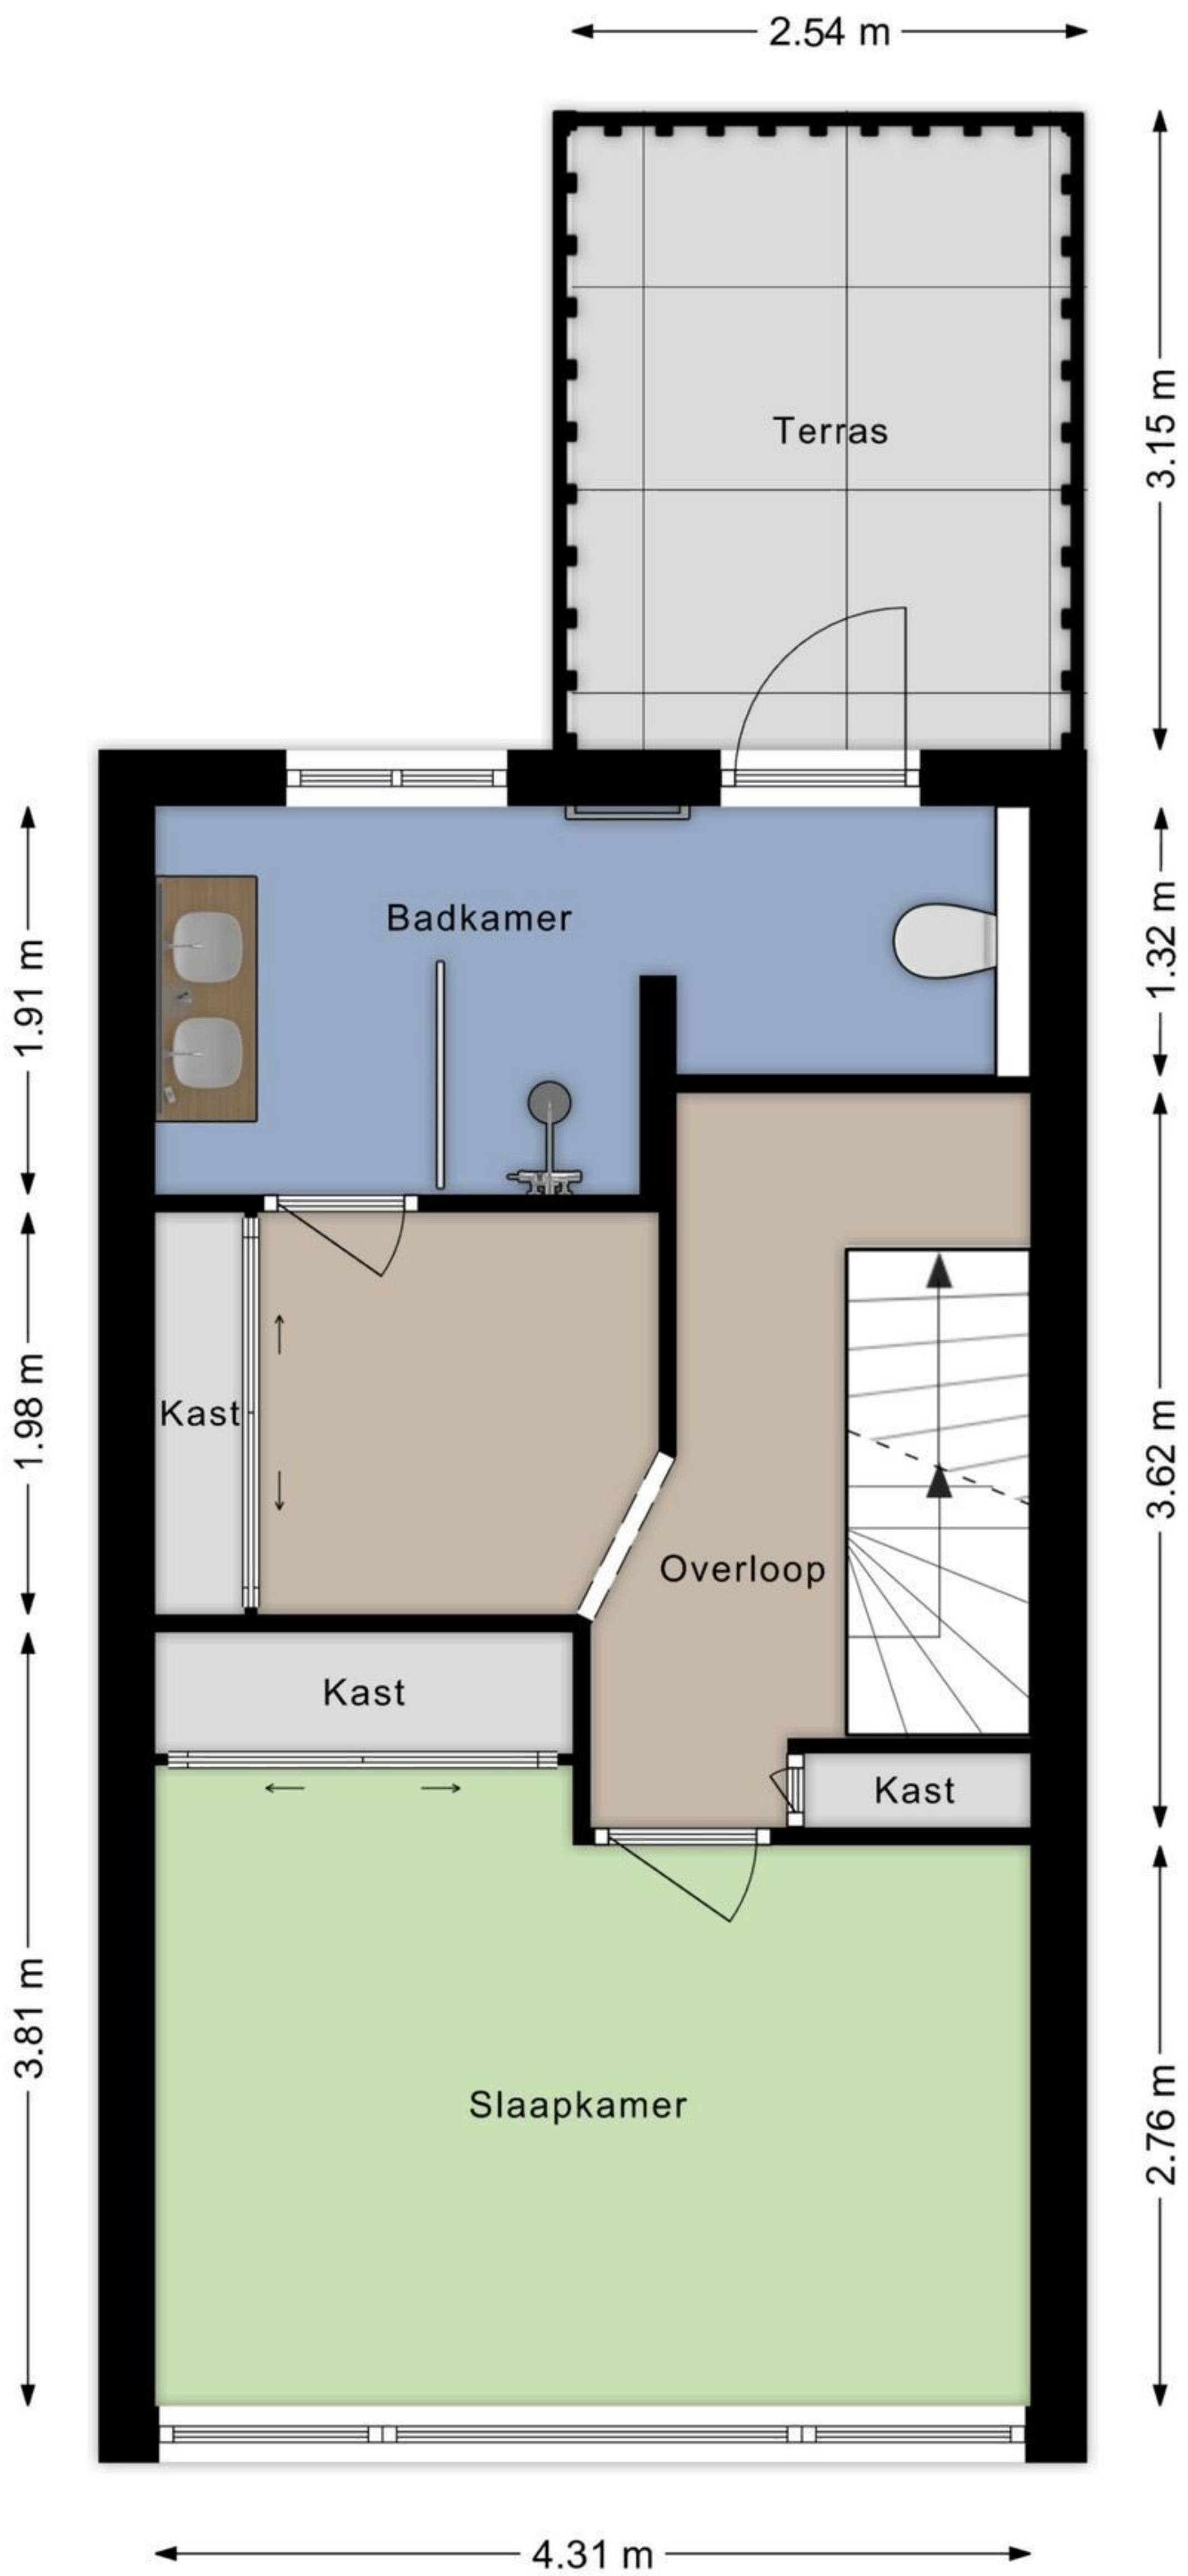 2.54 m
3.15 m
Terras
Badkamer
1.91 m
1.32 m
Kast
1.98 m
3.62 m
Overloop
Kast
Kast
3.81 m
Slaapkamer
2.76 m
4.31 m